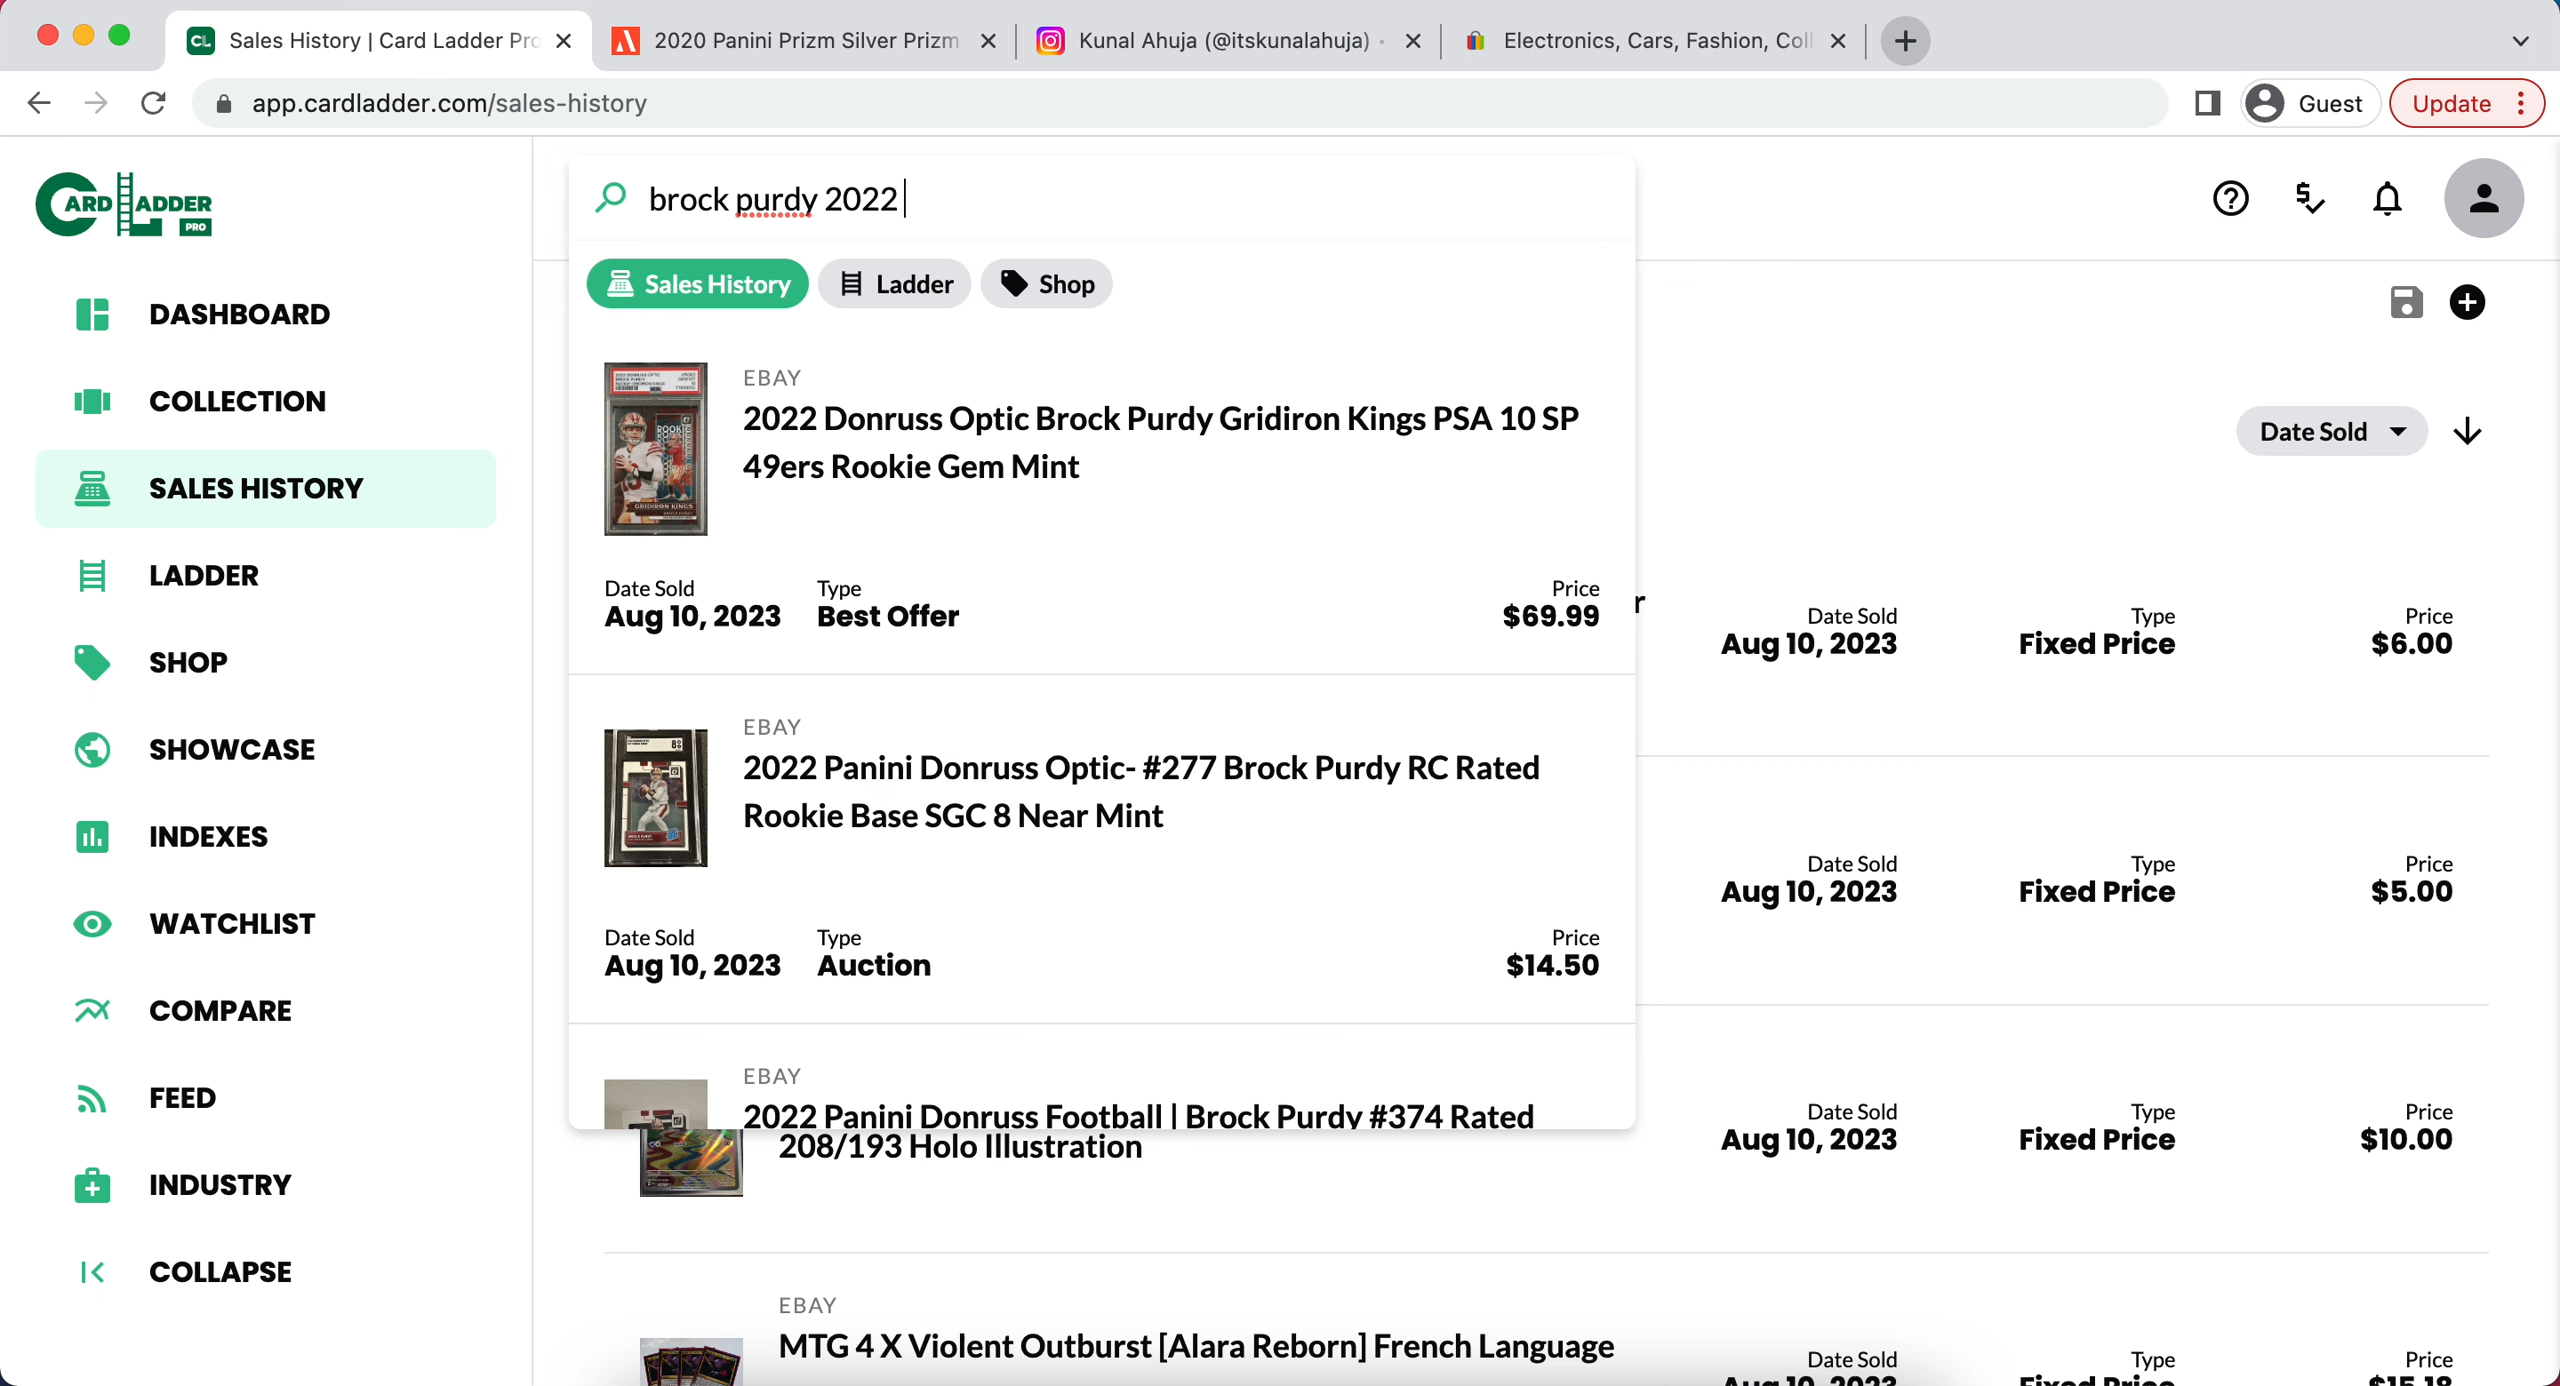 Sales History | Card Ladder Pro
2020 Panini Prizm Silver Prizm
Kunal Ahuja (@itskunalahuja) •
Electronics, Cars, Fashion, Coll
app.cardladder.com/sales-history
Guest
Update
CARD LADDER
PRO
brock purdy 2022
Sales History
Ladder
Shop
DASHBOARD
COLLECTION
SALES HISTORY
LADDER
SHOP
SHOWCASE
INDEXES
WATCHLIST
COMPARE
FEED
INDUSTRY
COLLAPSE
EBAY
2022 Donruss Optic Brock Purdy Gridiron Kings PSA 10 SP
49ers Rookie Gem Mint
Date Sold
Aug 10, 2023
Type
Best Offer
Price
$69.99
EBAY
2022 Panini Donruss Optic- #277 Brock Purdy RC Rated
Rookie Base SGC 8 Near Mint
Date Sold
Aug 10, 2023
Type
Auction
Price
$14.50
EBAY
2022 Panini Donruss Football | Brock Purdy #374 Rated
208/193 Holo Illustration
EBAY
MTG 4 X Violent Outburst [Alara Reborn] French Language
Date Sold
r
Date Sold
Aug 10, 2023
Type
Fixed Price
Price
$6.00
Date Sold
Aug 10, 2023
Type
Fixed Price
Price
$5.00
Date Sold
Aug 10, 2023
Type
Fixed Price
Price
$10.00
Date Sold
Aug 10, 2023
Type
Fixed Price
Price
$15.18